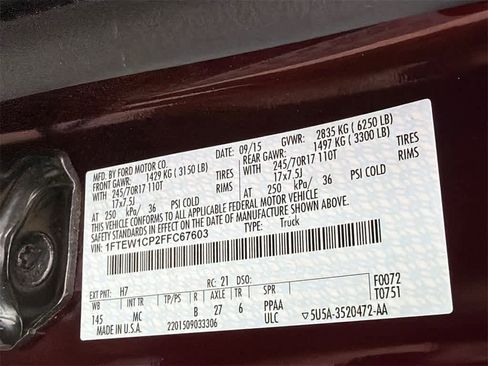 MFD. BY FORD MOTOR CO.
09/15 GVWR: 2835 KG ( 6250 LB)
FRONT GAWR: 1429 KG ( 3150 LB) REAR GAWR: 1497 KG ( 3300 LB)
245/70R17 110T TIRES 245/70R17 110T TIRES
17x7.5J RIMS 17x7.5J RIMS
AT 250 kPa/ 36 PSI COLD AT 250 kPa/ 36 PSI COLD
THIS VEHICLE CONFORMS TO ALL APPLICABLE FEDERAL MOTOR VEHICLE
SAFETY STANDARDS IN EFFECT ON THE DATE OF MANUFACTURE SHOWN ABOVE.
VIN: 1FTEW1CP2FFC67603 TYPE: Truck
EXT PNT: H7 RC: 21 DSO: F0072
WB INT TR TP/PS R AXLE TR SPR T0751
145 MC B 27 6 PPAA
MADE IN U.S.A. 2201509033306 ULC ▽5U5A-3520472-AA